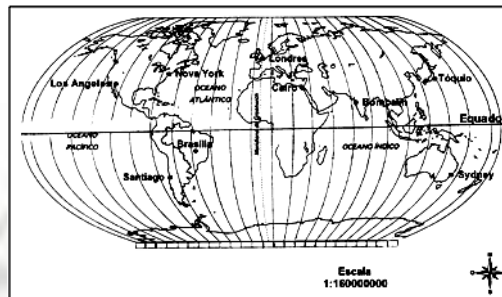 Londres
Nova York
Los Angeles
OCEANO
ATLÂNTICO
Cairo
Tóquio
Bombaim
Equador
OCEANO
PACÍFICO
Brasília
OCEANO ÍNDICO
Santiago
Sydney
Escala
1:160000000